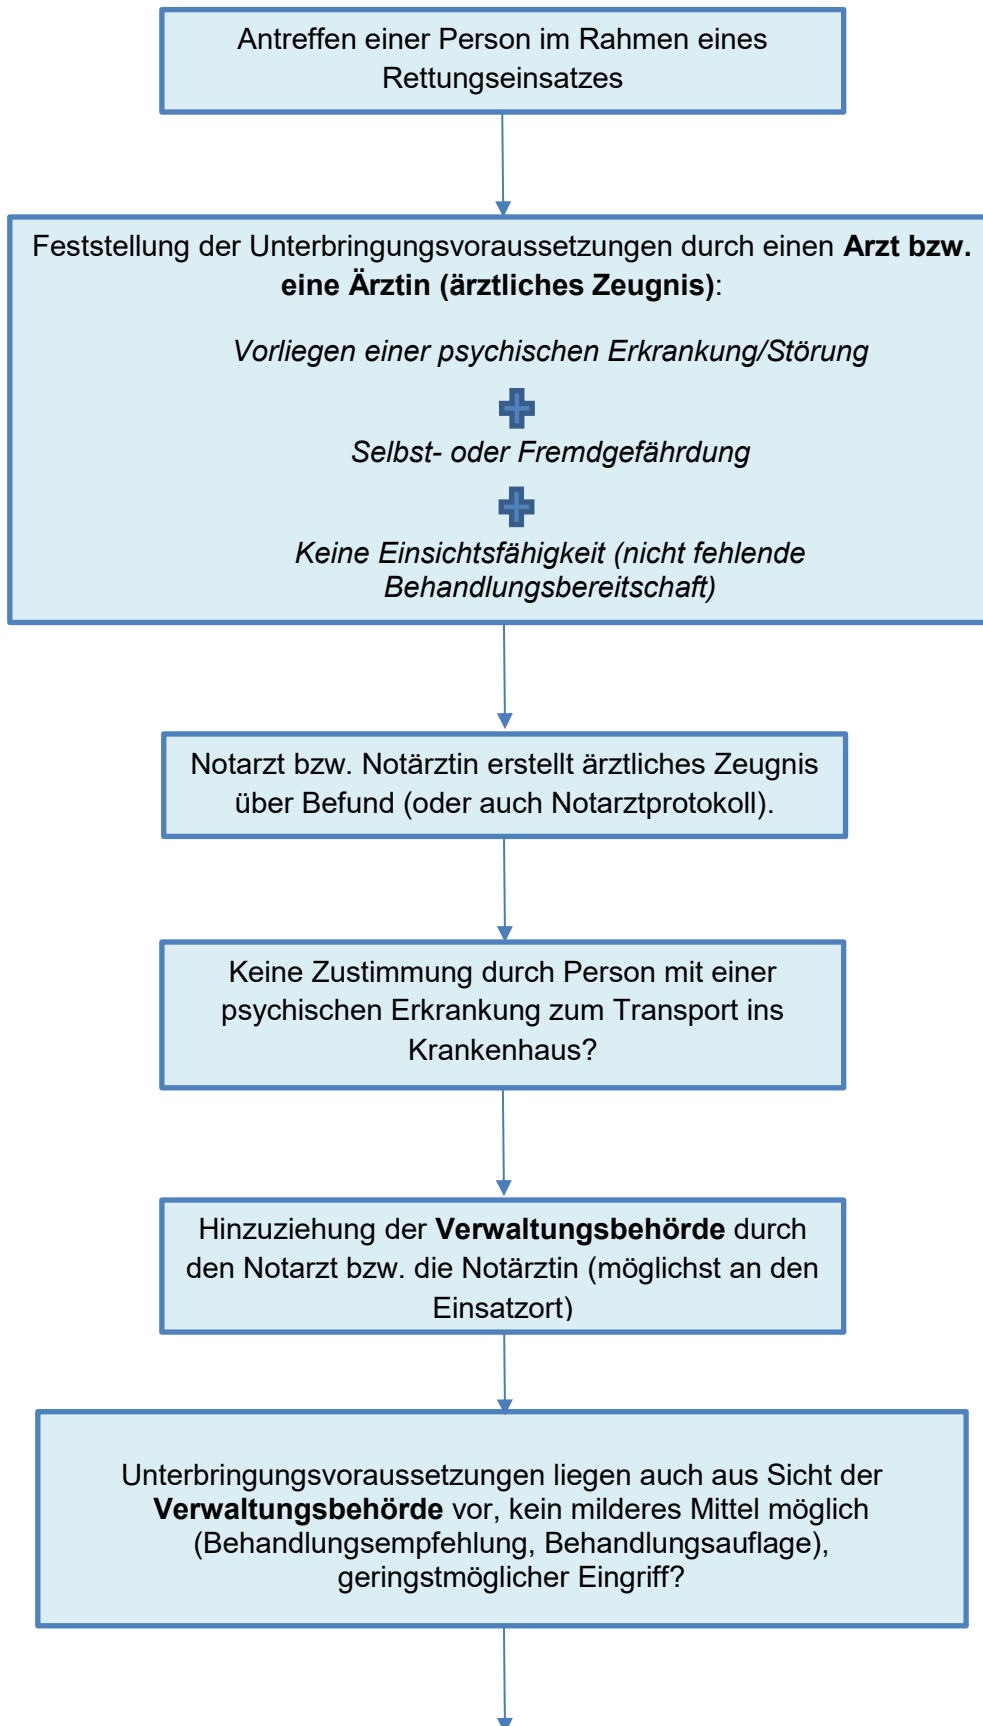 Antreffen einer Person im Rahmen eines
Rettungseinsatzes
Feststellung der Unterbringungsvoraussetzungen durch einen Arzt bzw.
eine Ärztin (ärztliches Zeugnis):
Vorliegen einer psychischen Erkrankung/Störung
Selbst- oder Fremdgefährdung
Keine Einsichtsfähigkeit (nicht fehlende
Behandlungsbereitschaft)
Notarzt bzw. Notärztin erstellt ärztliches Zeugnis
über Befund (oder auch Notarztprotokoll).
Keine Zustimmung durch Person mit einer
psychischen Erkrankung zum Transport ins
Krankenhaus?
Hinzuziehung der Verwaltungsbehörde durch
den Notarzt bzw. die Notärztin (möglichst an den
Einsatzort)
Unterbringungsvoraussetzungen liegen auch aus Sicht der
Verwaltungsbehörde vor, kein milderes Mittel möglich
(Behandlungsempfehlung, Behandlungsauflage),
geringstmöglicher Eingriff?